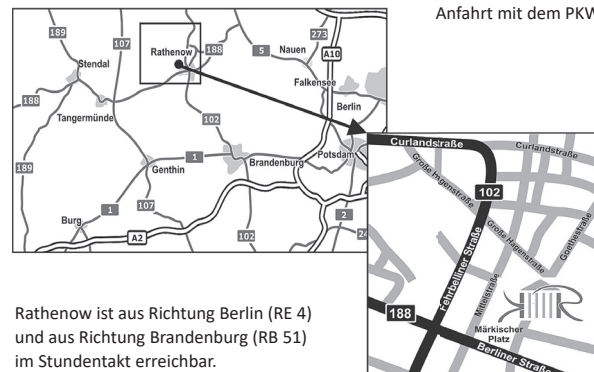 Anfahrt mit dem PKW
189
107
Rathenow
188
5
Nauen
273
A10
Stendal
Falkensee
Berlin
188
Tangermünde
102
189
Genthin
1
Brandenburg
Potsdam
Burg
1
107
A2
102
2
Curlandstraße
Curlandstraße
Große Hagenstraße
102
Große Hagenstraße
Goethestraße
Fehrbelliner Straße
Mittelstraße
188
Märkischer
Platz
Berliner Straße
Rathenow ist aus Richtung Berlin (RE 4)
und aus Richtung Brandenburg (RB 51)
im Stundentakt erreichbar.